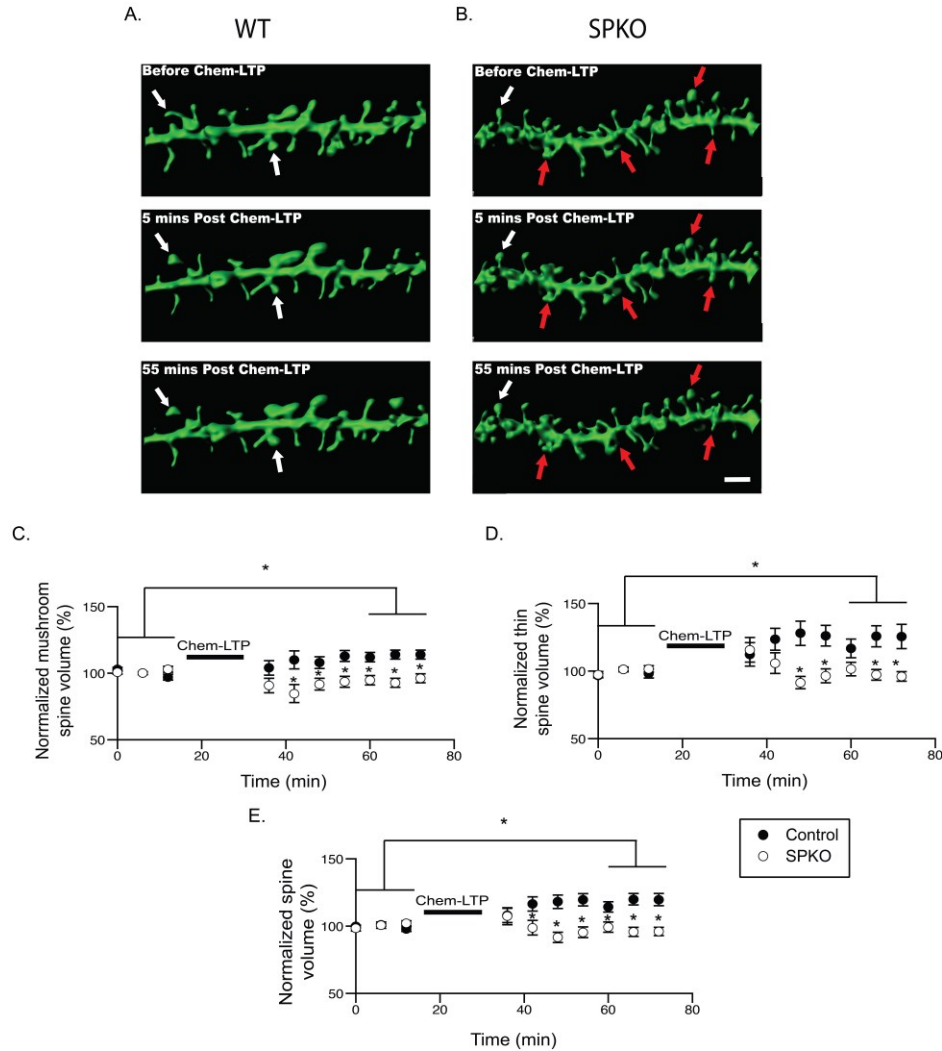 A.
B.
WT
SPKO
Before Chem-LTP
Before Chem-LTP
5 mins Post Chem-LTP
5 mins Post Chem-LTP
55 mins Post Chem-LTP
55 mins Post Chem-LTP
C.
*
Norrmalized mushroom
spine volume (%)
150
100
50
Chem-LTP
* * * * * *
0 20 40 60 80
Time (min)
D.
*
Normalized thin
spine volume (%)
150
100
50
Chem-LTP
* * * *
0 20 40 60 80
Time (min)
E.
*
Normalized spine
volume (%)
150
100
50
Chem-LTP
* * * * * *
0 20 40 60 80
Time (min)
Control
SPKO